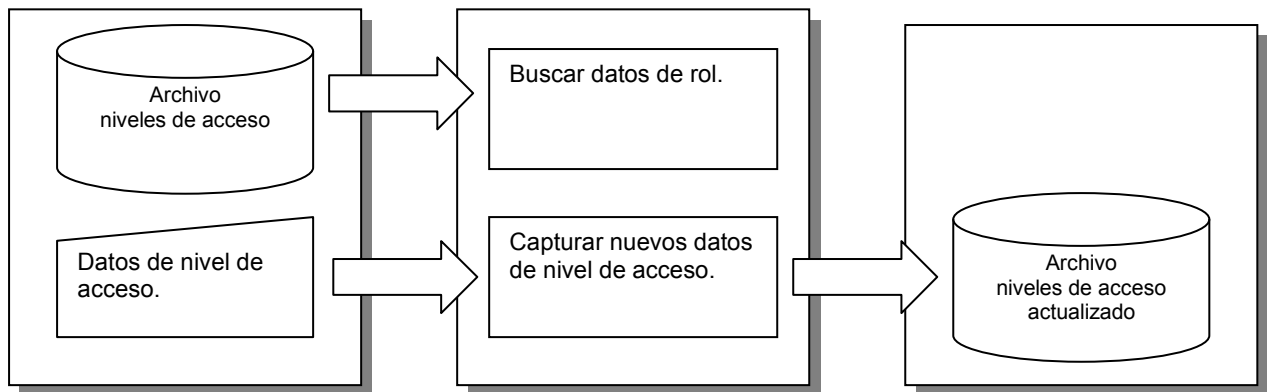 Archivo
niveles de acceso
Datos de nivel de
acceso.
Buscar datos de rol.
Capturar nuevos datos
de nivel de acceso.
Archivo
niveles de acceso
actualizado